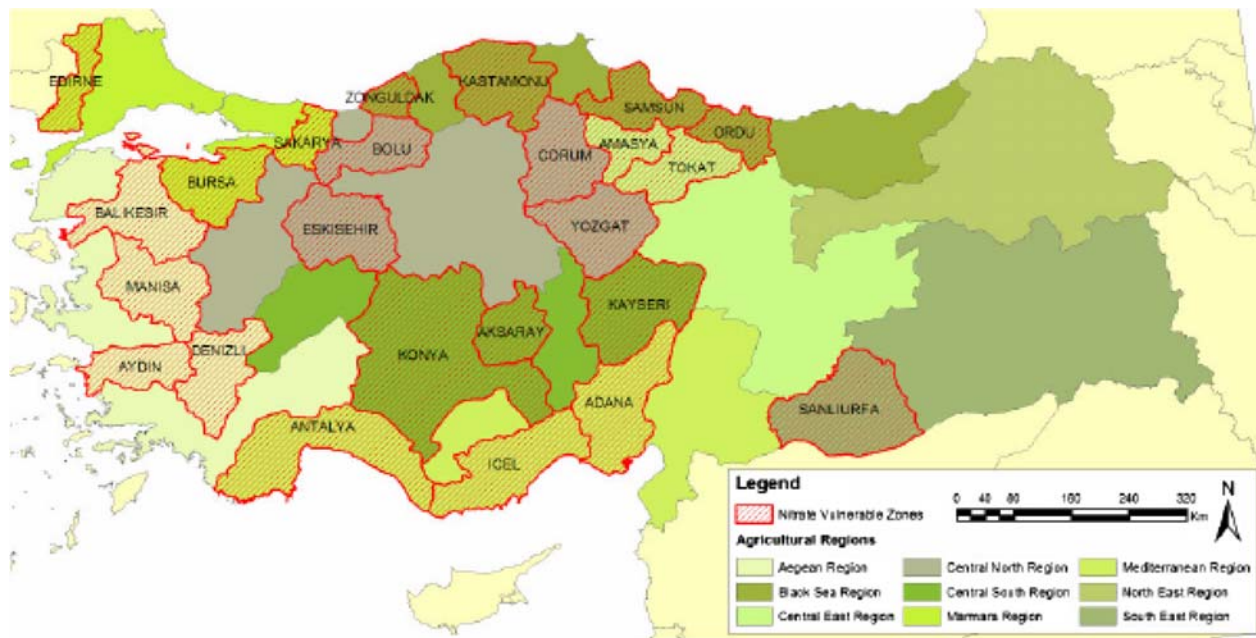 EDIRNE
ZONGULDAK
KASTAMONU
SAMSUN
ORDU
SAKARYA
BOLU
CORUM
AMASYA
TOKAT
BURSA
BALIKESIR
ESKISEHIR
YOZGAT
MANISA
KAYSERI
AKSARAY
KONYA
DENIZLI
AYDIN
ADANA
SANLIURFA
ANTALYA
ICEL
Legend
Nitrate Vulnerable Zones
0 40 80 160 240 320
Km
N
Agricultural Regions
Aegean Region
Central North Region
Mediterranean Region
Black Sea Region
Central South Region
North East Region
Central East Region
Marmara Region
South East Region